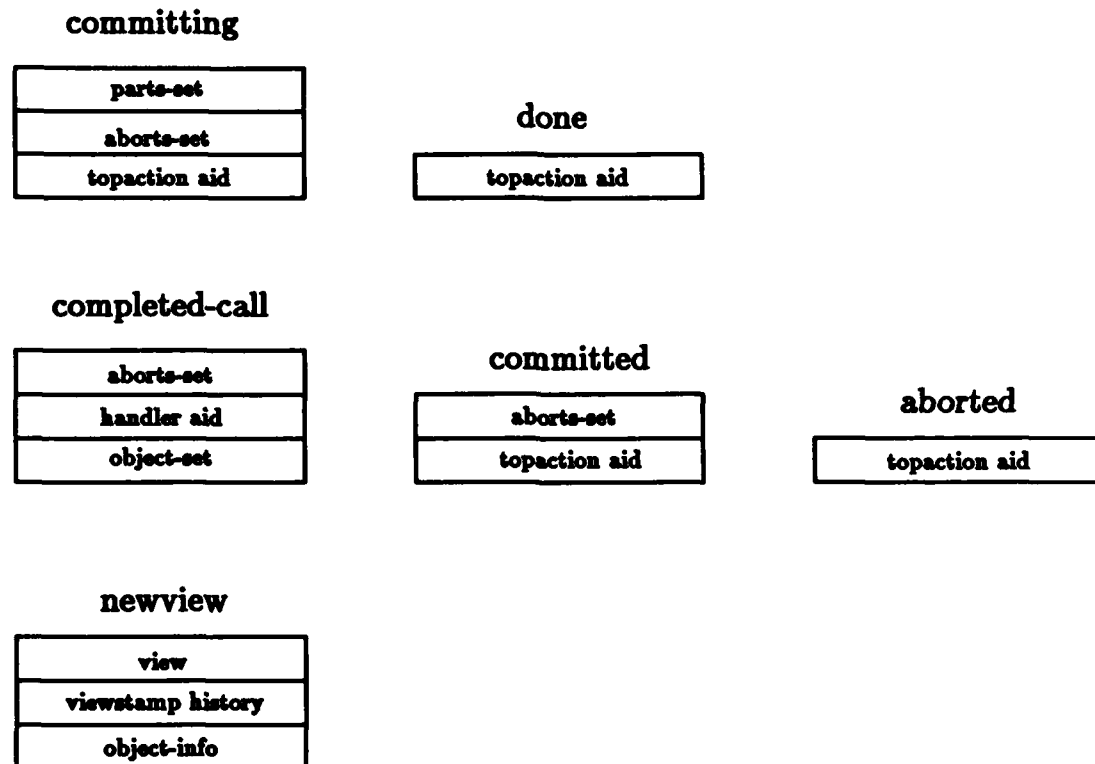 committing
parts-set
aborts-set
topaction aid
done
topaction aid
completed-call
aborts-set
handler aid
object-set
committed
aborts-set
topaction aid
aborted
topaction aid
newview
view
viewstamp history
object-info